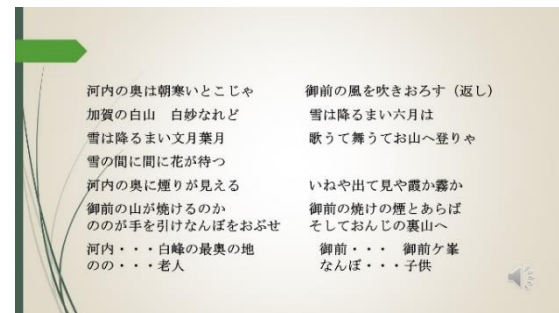 河内の奥は朝寒いとこじゃ　御前の風を吹きおろす（返し）
加賀の白山　白妙なれど　雪は降るまい六月は
雪は降るまい文月葉月　歌うて舞うてお山へ登りゃ
雪の間に間に花が待つ
河内の奥に煙りが見える　いねや出て見や霞か霧か
御前の山が焼けるのか　御前の焼けの煙とあらば
ののが手を引けなんぼをおぶせ　そしておんじの裏山へ
河内・・・白峰の最奥の地　御前・・・　御前ケ峯
のの・・・老人　なんぼ・・・子供